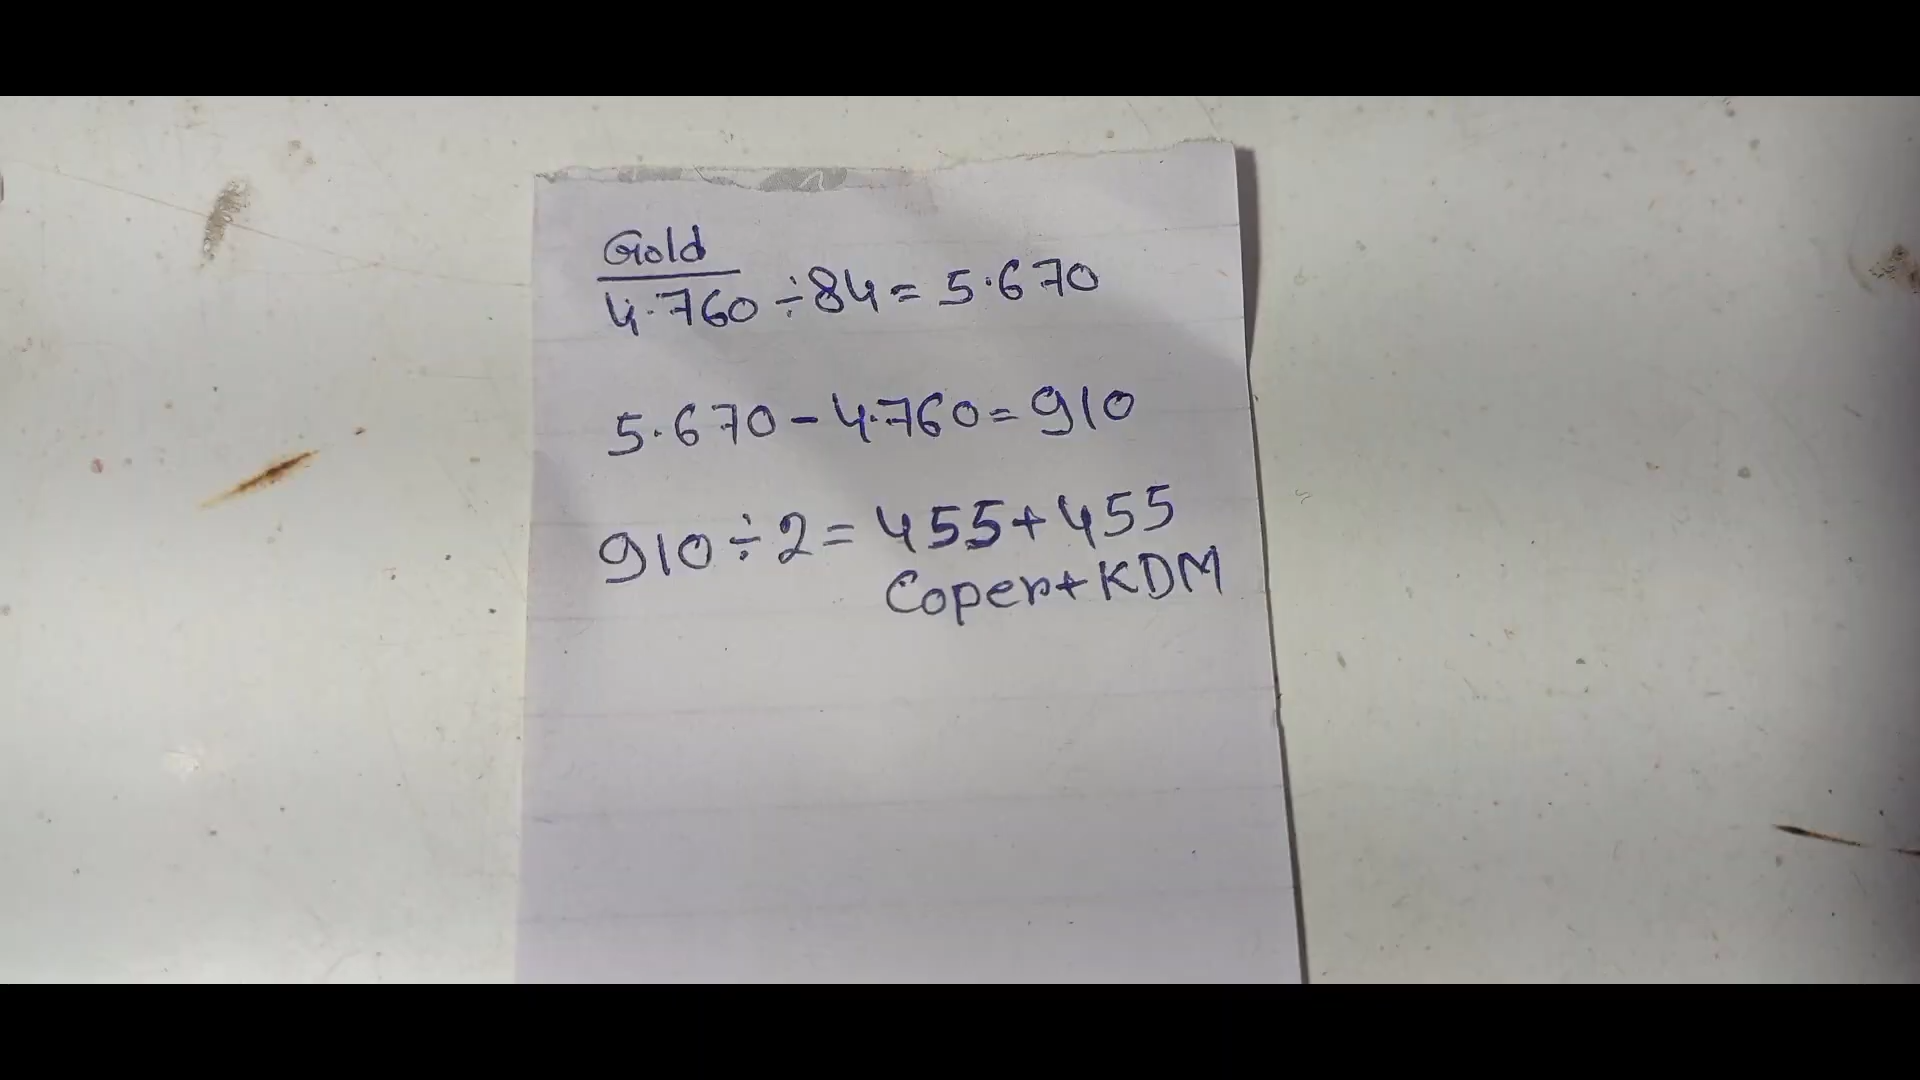 Gold
4.760 ÷ 84 = 5.670
5.670 - 4.760 = 910
910 ÷ 2 = 455 + 455
Coper + KDM